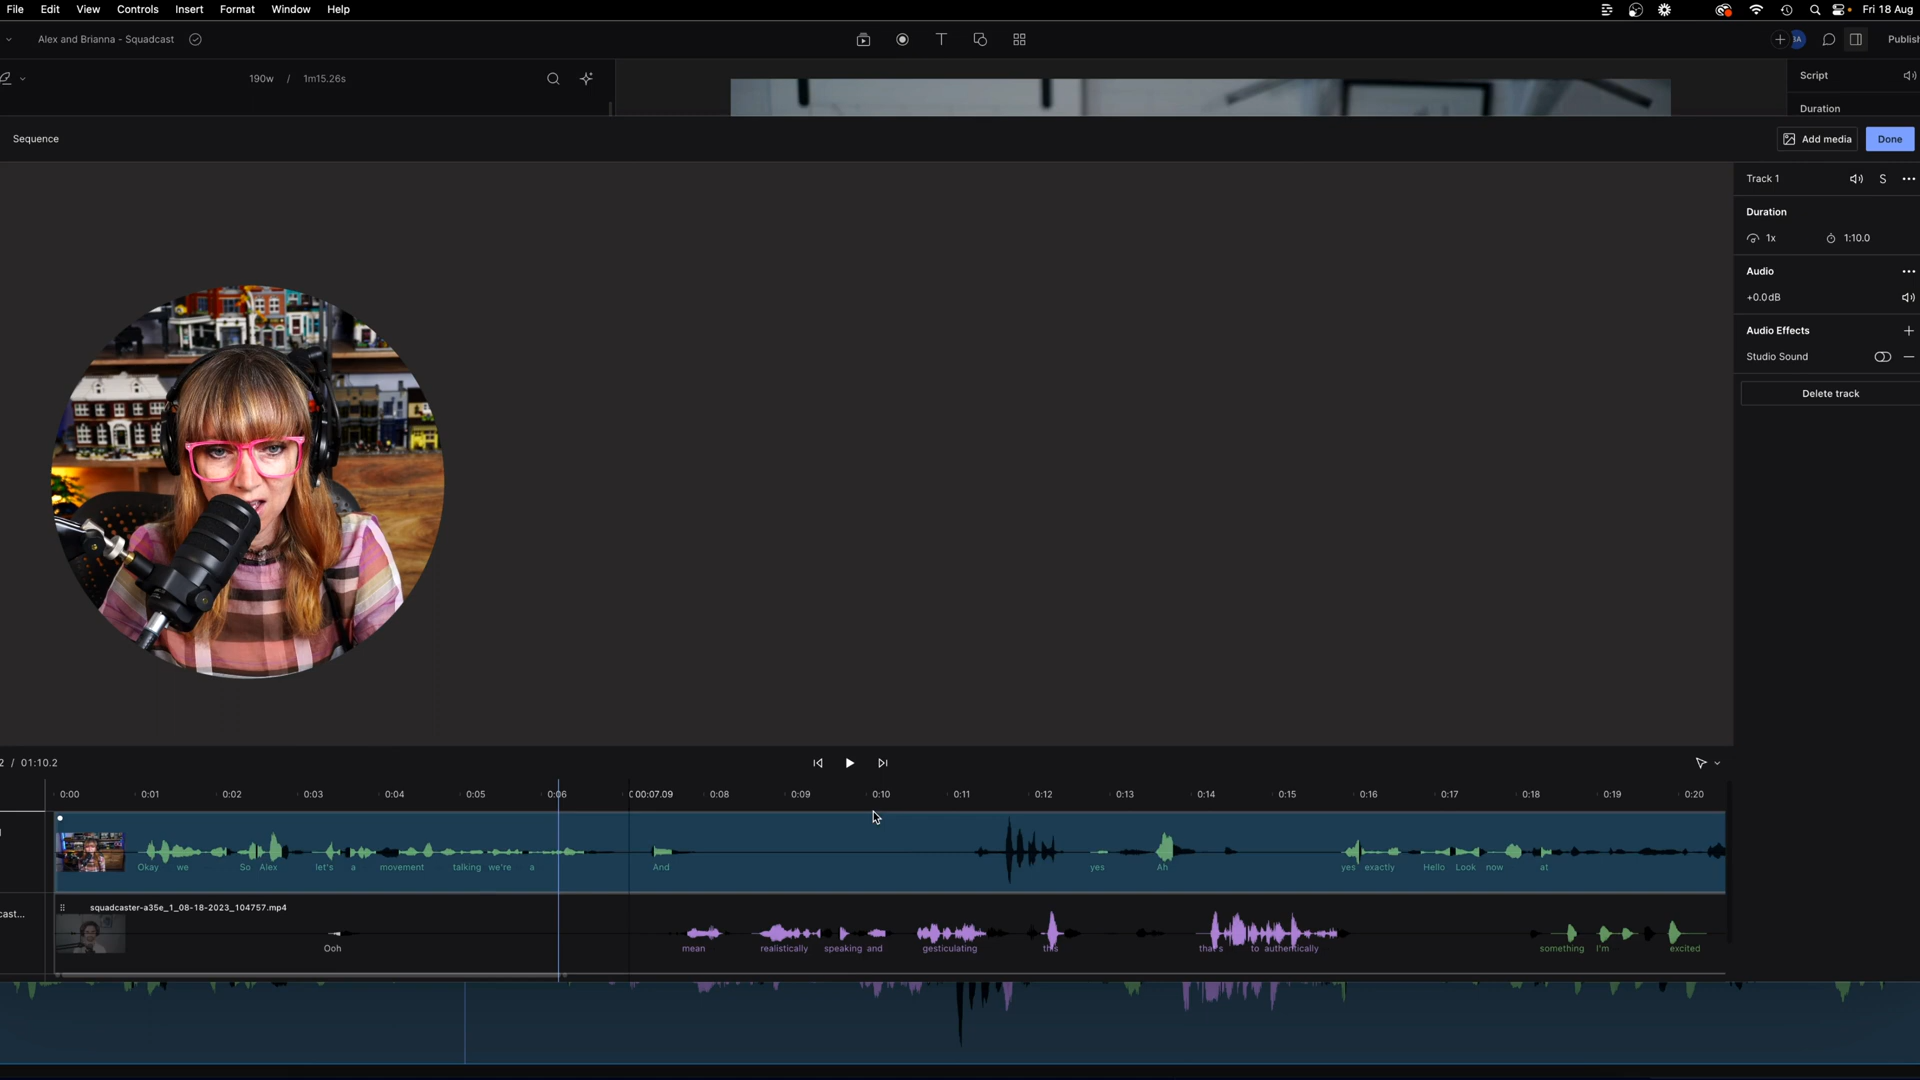 File Edit View Controls Insert Format Window Help
Fri 18 Aug
Alex and Brianna - Squadcast
Publish
190w / 1m15.26s
Script
Duration
Sequence
Add media
Done
Track 1
S
Duration
1x
1:10.0
Audio
+0.0dB
Audio Effects
Studio Sound
Delete track
2 / 01:10.2
0:00 0:01 0:02 0:03 0:04 0:05 0:06 00:07.09 0:08 0:09 0:10 0:11 0:12 0:13 0:14 0:15 0:16 0:17 0:18 0:19 0:20
Okay we So Alex let's a movement talking we're a And yes Ah yes exactly Hello Look now at
cast...
squadcaster-a35e_1_08-18-2023_104757.mp4
Ooh mean realistically speaking and gesticulating this that's to authentically something I'm excited